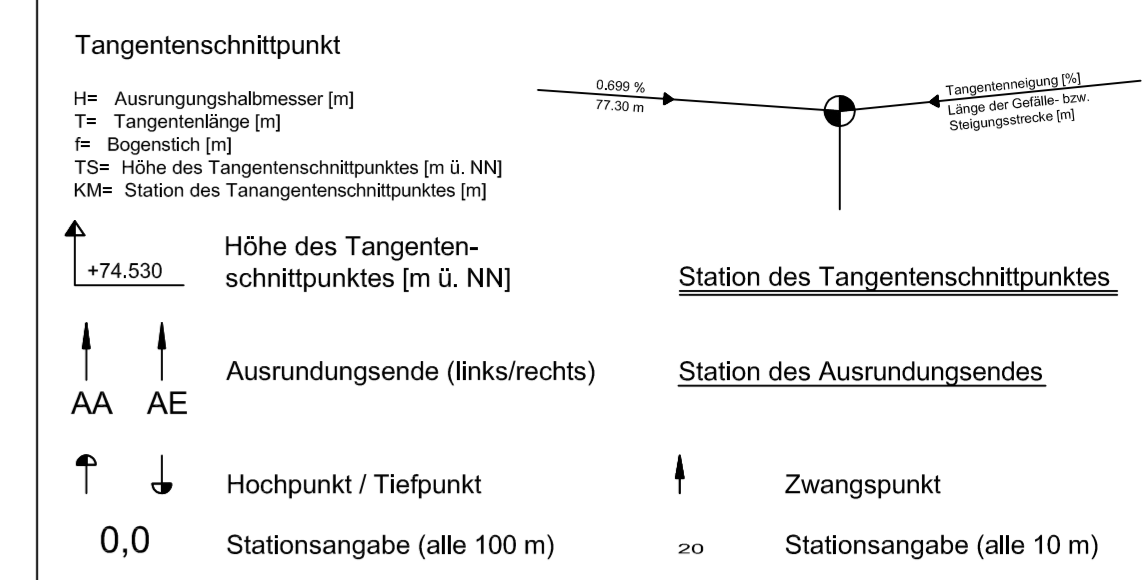 Tangentenschnittpunkt
H= Ausrungungshalbmesser [m]
T= Tangentenlänge [m]
f= Bogenstich [m]
TS= Höhe des Tangentenschnittpunktes [m ü. NN]
KM= Station des Tanangentenschnittpunktes [m]
0.699 %
77.30 m
Tangentenneigung [%]
Länge der Gefälle- bzw.
Steigungsstrecke [m]
+74.530
Höhe des Tangenten-
schnittpunktes [m ü. NN]
Station des Tangentenschnittpunktes
AA AE
Ausrundungsende (links/rechts)
Station des Ausrundungsendes
Hochpunkt / Tiefpunkt
Zwangspunkt
0,0
Stationsangabe (alle 100 m)
20
Stationsangabe (alle 10 m)